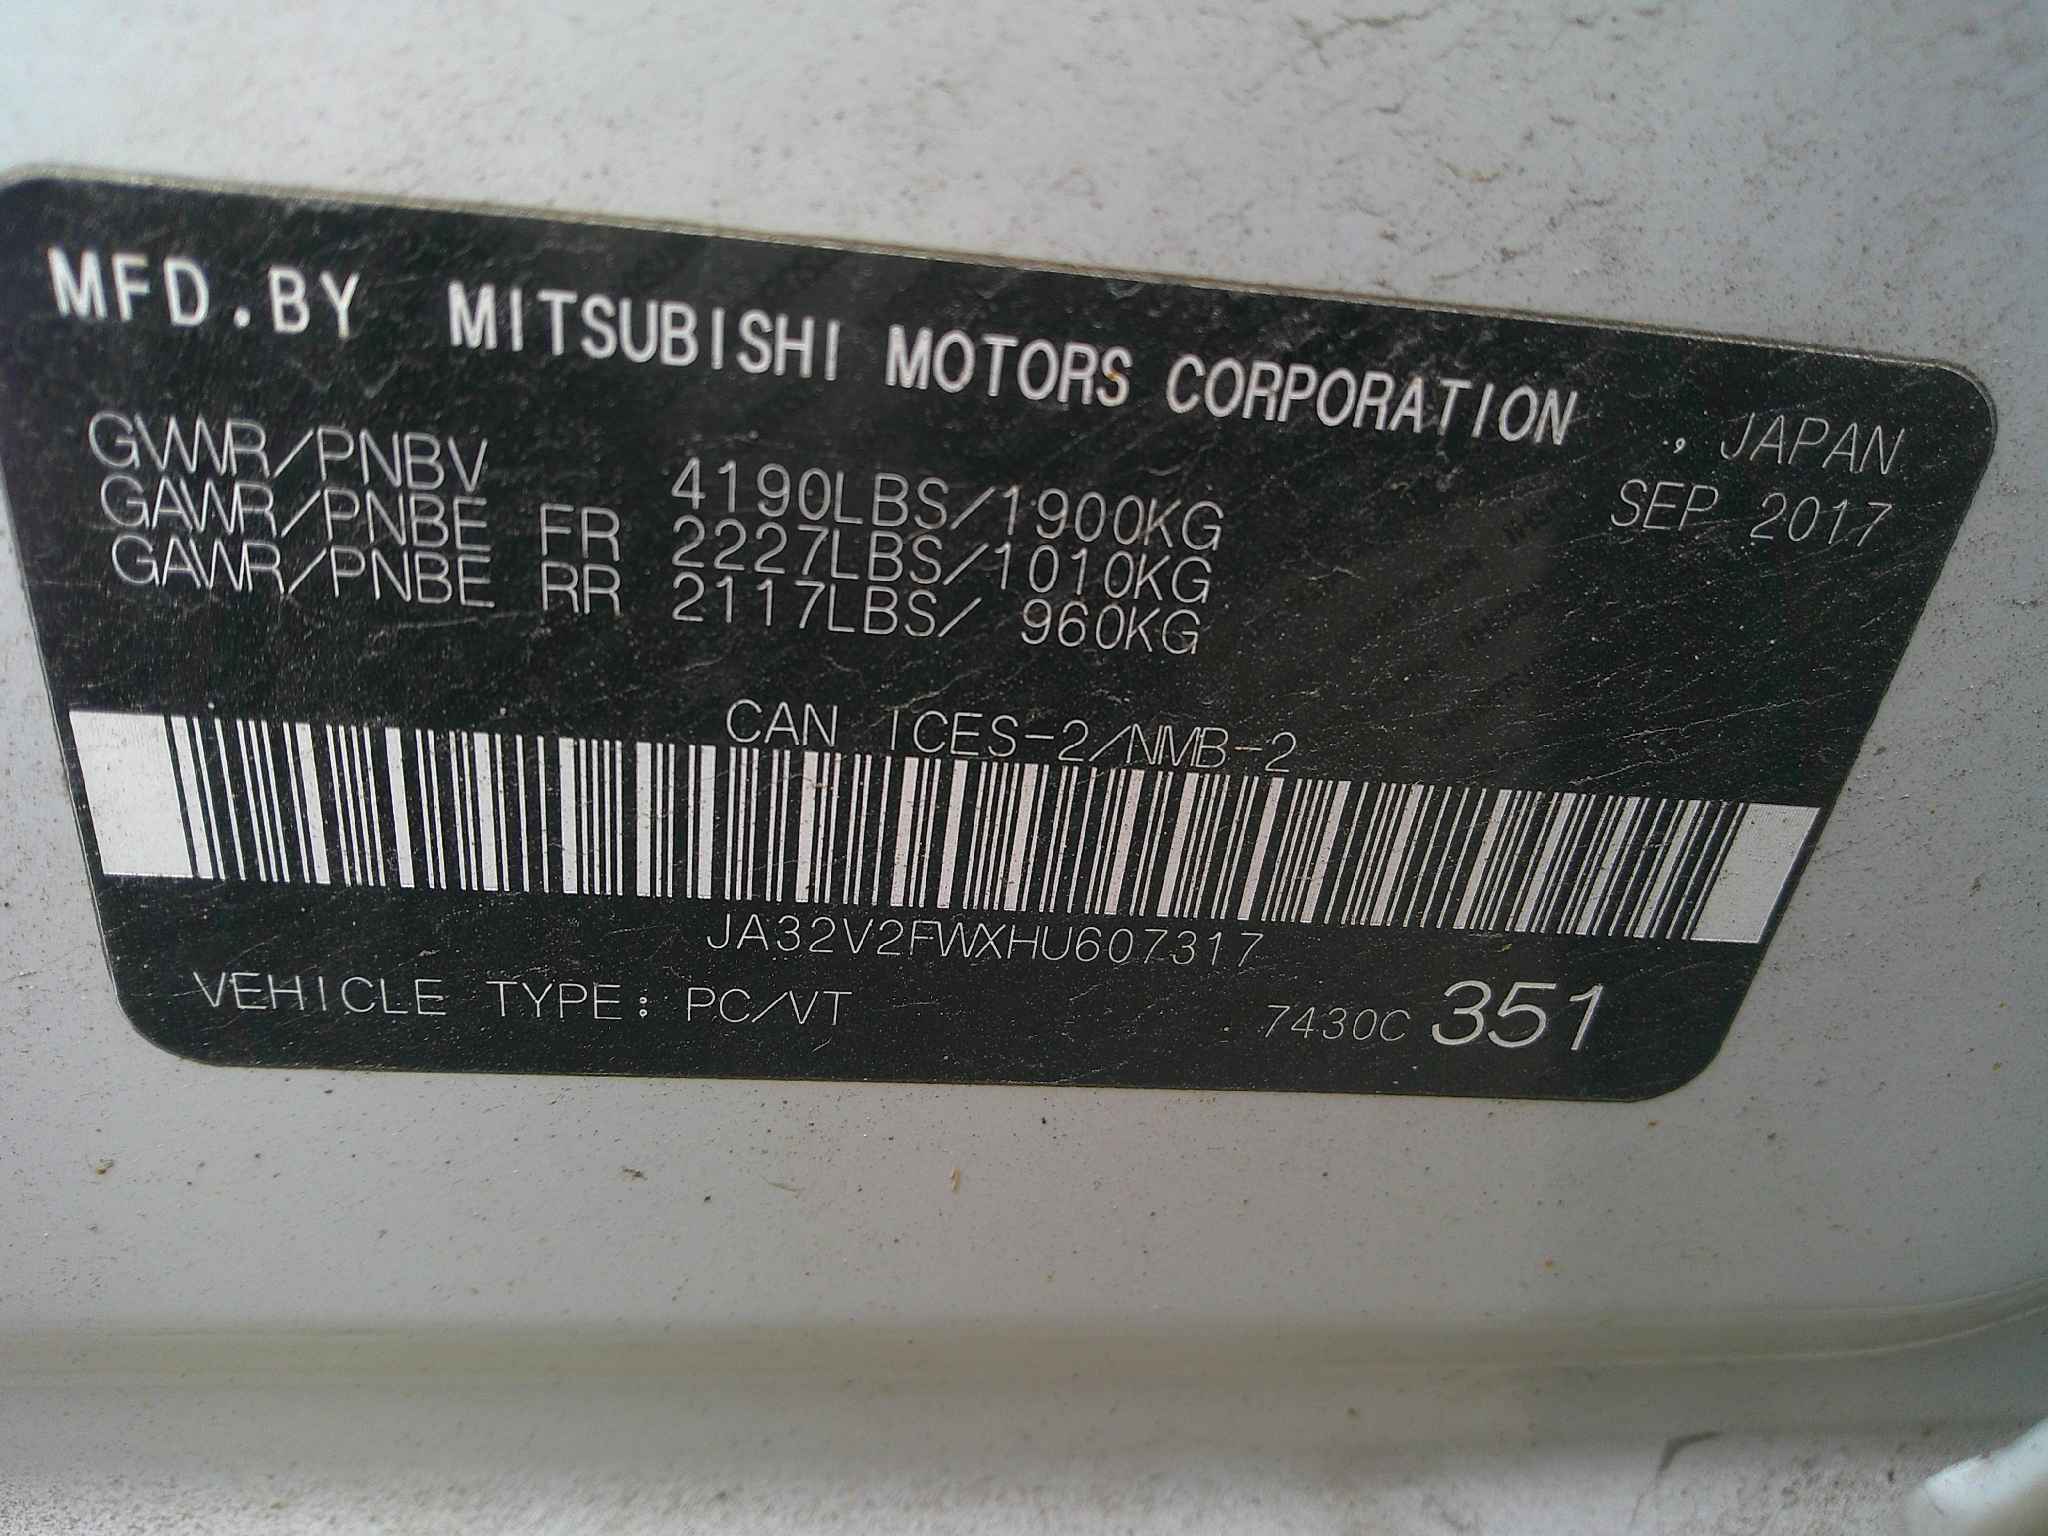 MFD.BY MITSUBISHI MOTORS CORPORATION , JAPAN
SEP 2017
GVWR/PNBV 4190LBS/1900KG
GAWR/PNBE FR 2227LBS/1010KG
GAWR/PNBE RR 2117LBS/ 960KG
CAN ICES-2/NMB-2
JA32V2FWXHU607317
VEHICLE TYPE: PC/VT 7430C 351